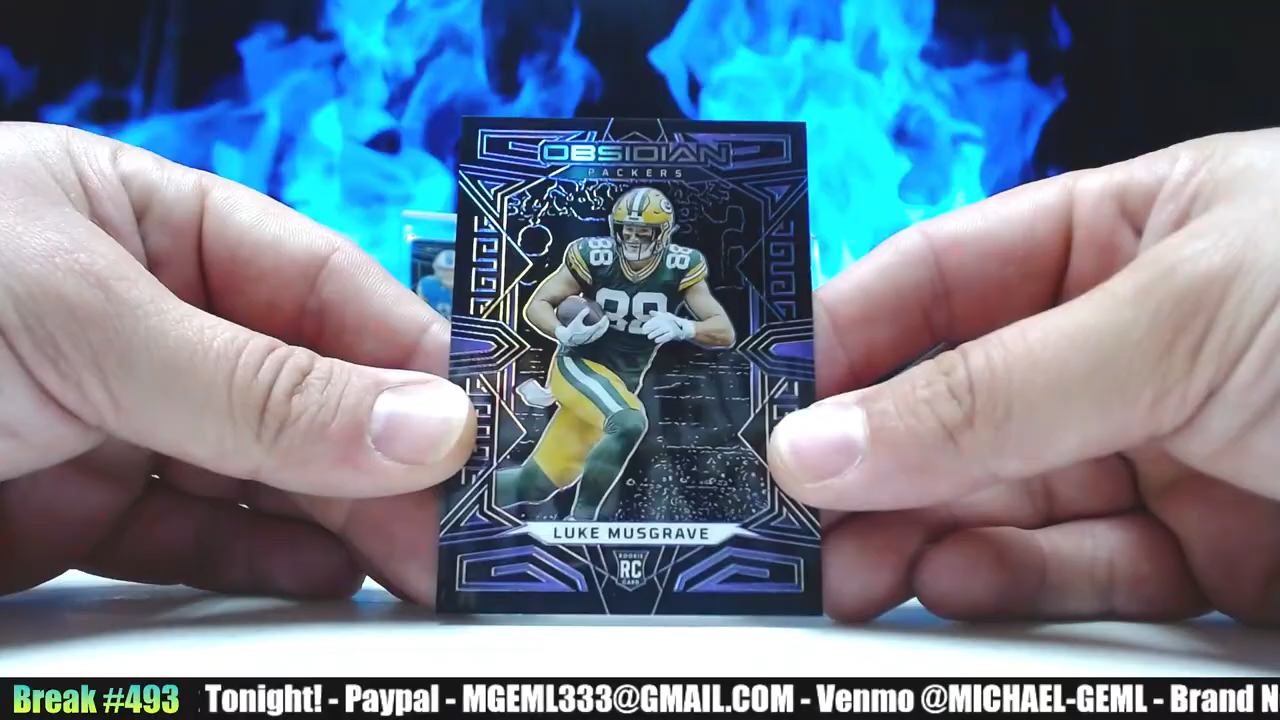 OBSIDIAN
PACKERS
88
88
88
LUKE MUSGRAVE
ROOKIE
RC
CARD
Break #493 Tonight! - Paypal - MGEML333@GMAIL.COM - Venmo @MICHAEL-GEML - Brand N